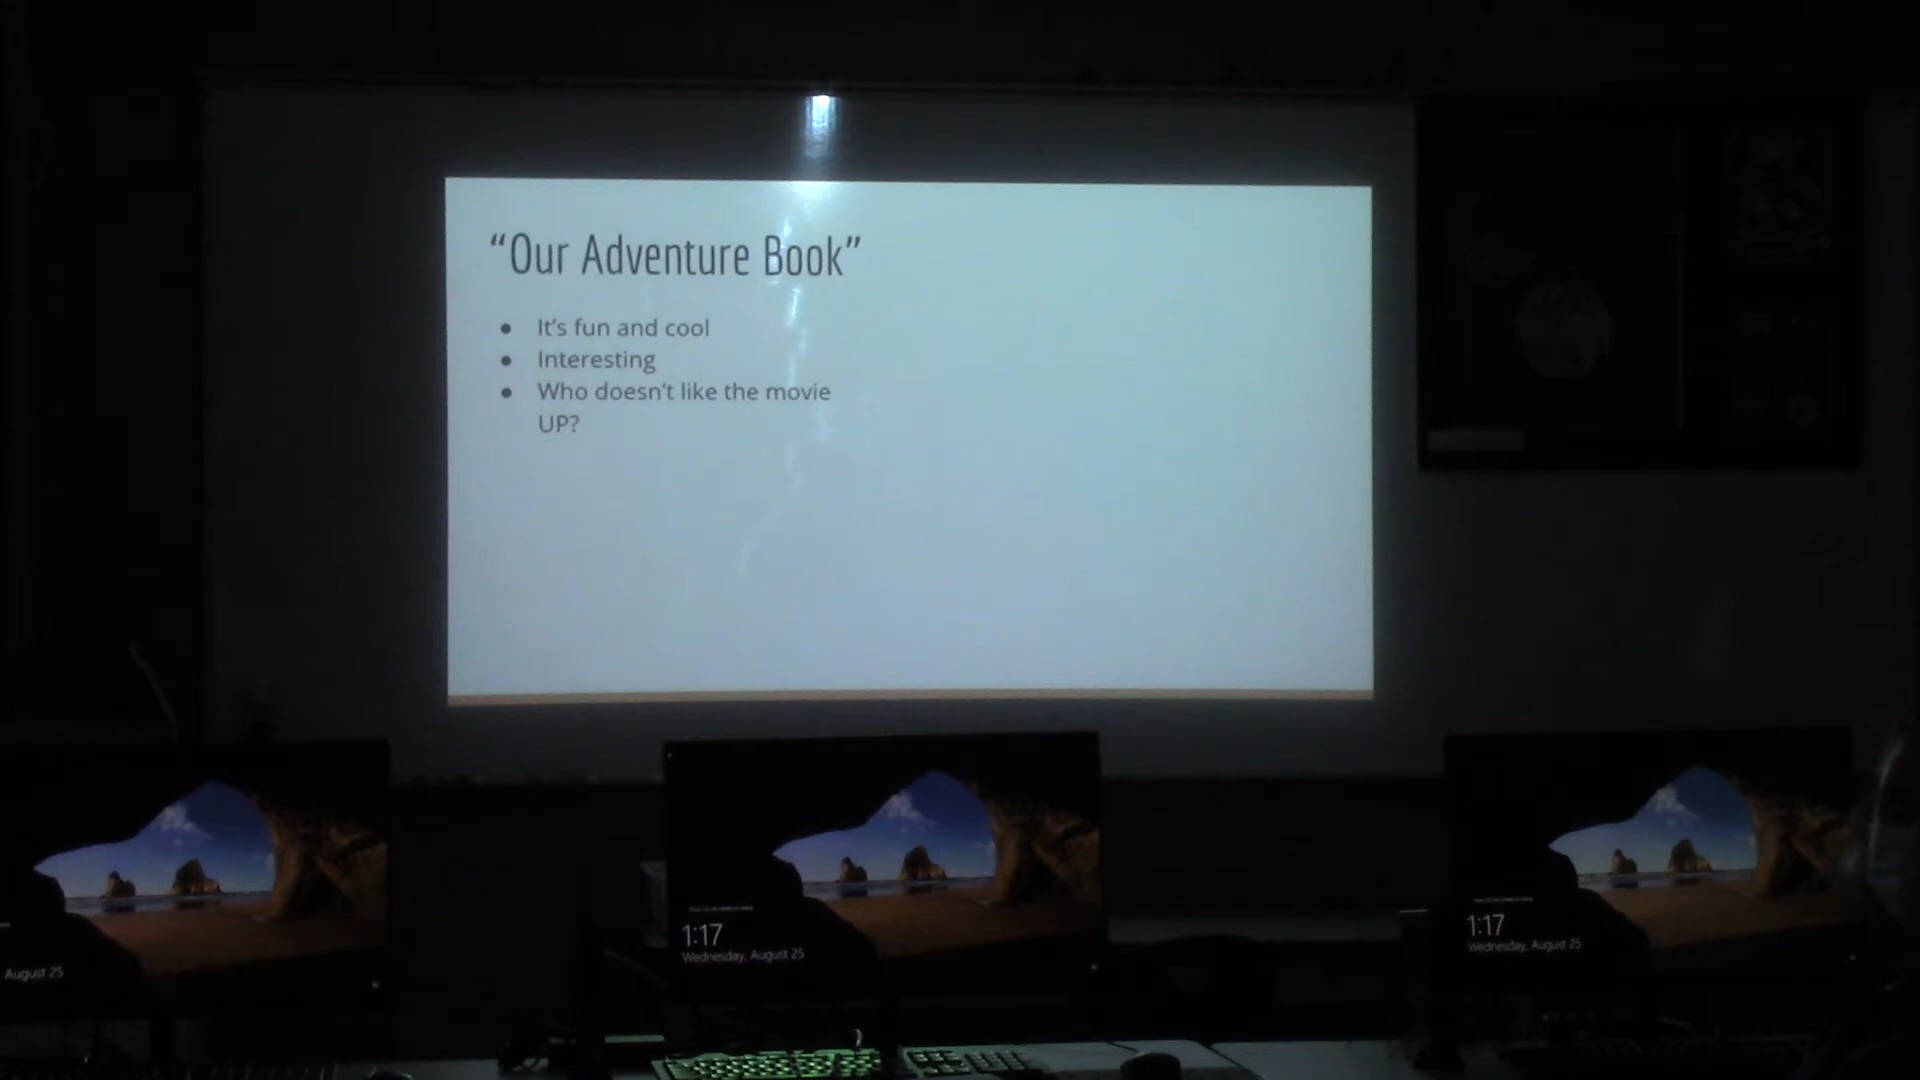 “Our Adventure Book”
● It’s fun and cool
● Interesting
● Who doesn’t like the movie
UP?
August 25
1:17
Wednesday, August 25
1:17
Wednesday, August 25